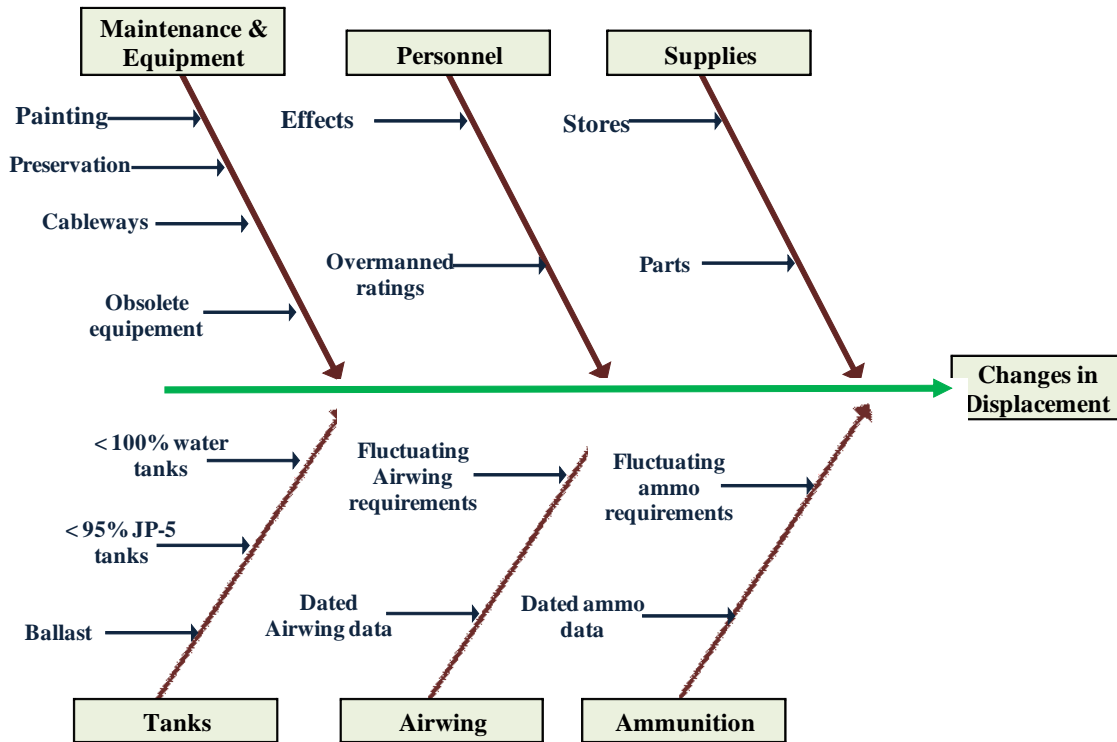 Maintenance &
Equipment
Personnel
Supplies
Painting
Effects
Stores
Preservation
Cableways
Overmanned
ratings
Parts
Obsolete
equipement
Changes in
Displacement
< 100% water
tanks
Fluctuating
Airwing
requirements
Fluctuating
ammo
requirements
< 95% JP-5
tanks
Ballast
Dated
Airwing data
Dated ammo
data
Tanks
Airwing
Ammunition